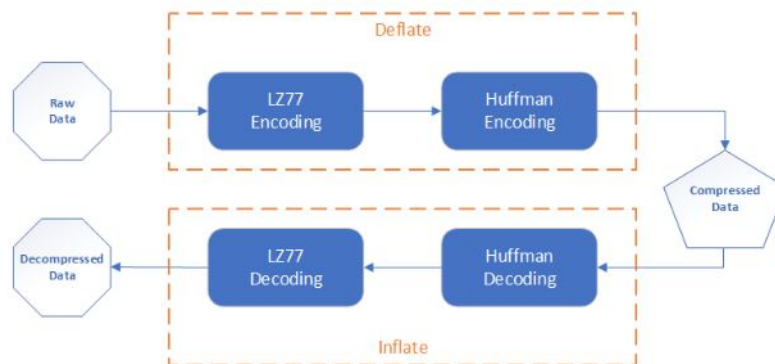 Deflate
Raw
Data
LZ77
Encoding
Huffman
Encoding
Compressed
Data
Decompressed
Data
LZ77
Decoding
Huffman
Decoding
Inflate